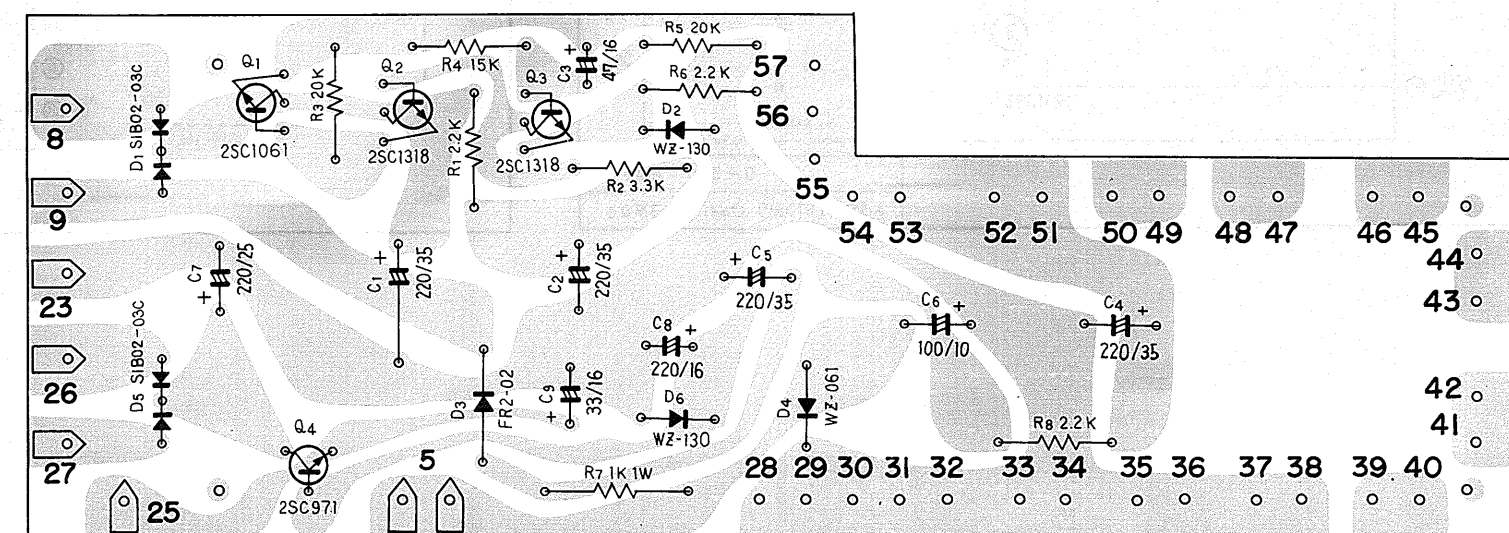 R5 20K
57
Q1
R3 20K
Q2
R4 15K
Q3
C3 +
47/16
R6 2.2K
56
8
D1 SIB02-03C
2SC1061
2SC1318
R1 2.2K
2SC1318
D2
WZ-130
R2 3.3K
55
9
54 53 52 51 50 49 48 47 46 45
44
43
23
C7
+
220/25
C1
+
220/35
C2
+
220/35
+ C5
220/35
C6 +
100/10
C4 +
220/35
C8 +
220/16
26
D5 SIB02-03C
D3
FR2-02
C9
+
33/16
D6
WZ-130
D4
WZ-061
42
41
27
Q4
2SC971
5
R8 2.2K
R7 1K 1W
28 29 30 31 32 33 34 35 36 37 38 39 40
25